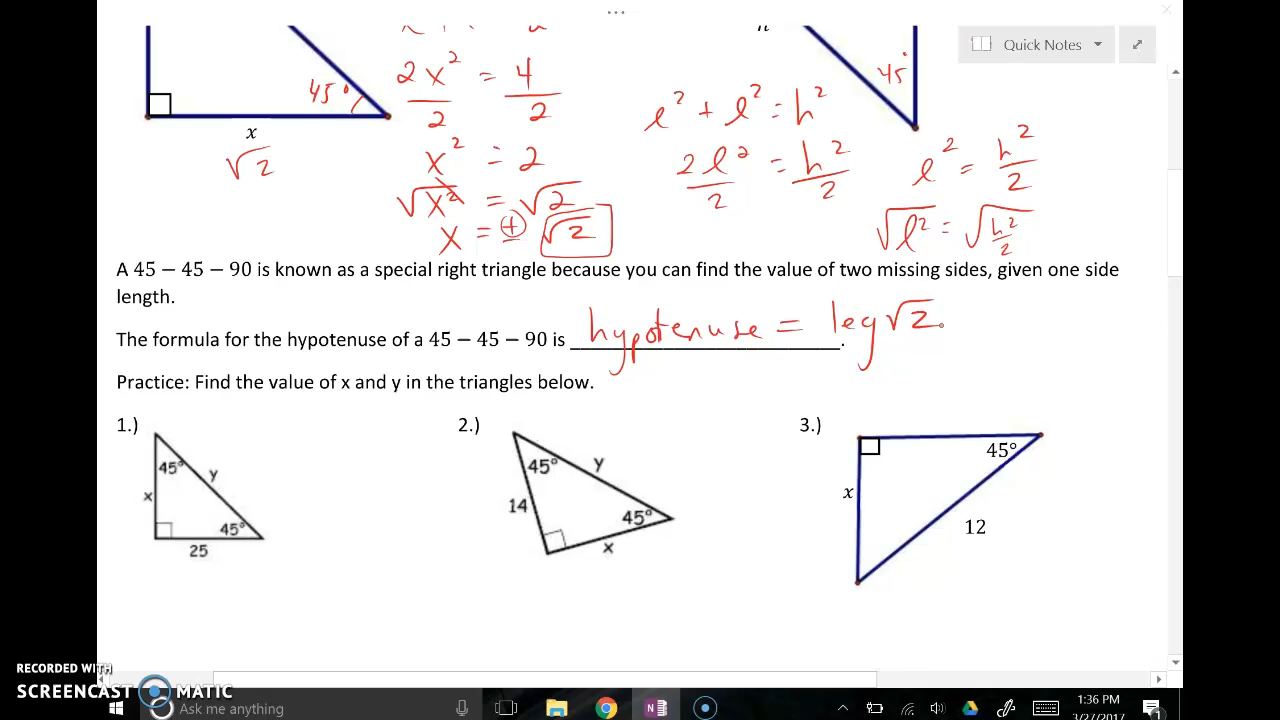 Quick Notes
2x² = 4
2 2
45°
45°
l² + l² = h²
x
√2
x² = 2
2l² = h²
2 2
l² = h²/2
√x² = √2
x = ± √2
√l² = √h²/2
A 45 − 45 − 90 is known as a special right triangle because you can find the value of two missing sides, given one side
length.
The formula for the hypotenuse of a 45 − 45 − 90 is hypotenuse = leg√2.
Practice: Find the value of x and y in the triangles below.
1.) 2.) 3.)
45° y
x
45°
25
45° y
14
45°
x
45°
x
12
RECORDED WITH
SCREENCAST MATIC
Ask me anything
1:36 PM
3/27/2017